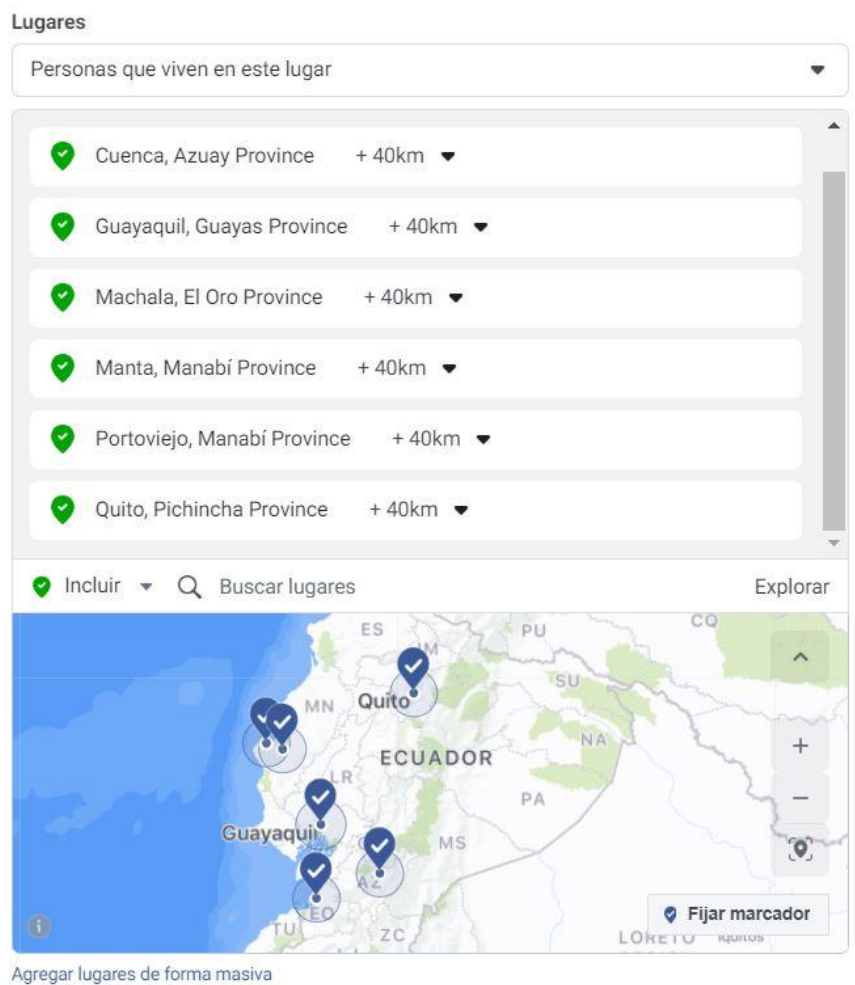 Lugares
Personas que viven en este lugar
Cuenca, Azuay Province + 40km
Guayaquil, Guayas Province + 40km
Machala, El Oro Province + 40km
Manta, Manabí Province + 40km
Portoviejo, Manabí Province + 40km
Quito, Pichincha Province + 40km
Incluir Buscar lugares Explorar
ES PU CQ
SU
MN Quito
NA
ECUADOR
LR
PA
Guayaquil
MS
AZ
EO
Fijar marcador
TU ZC
LORETO Iquitos
Agregar lugares de forma masiva